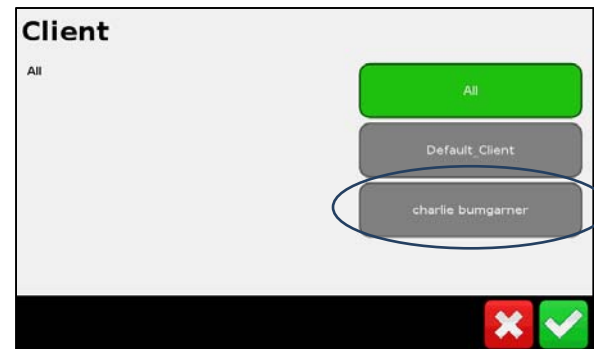 Client
All
All
Default_Client
charlie bumgarner